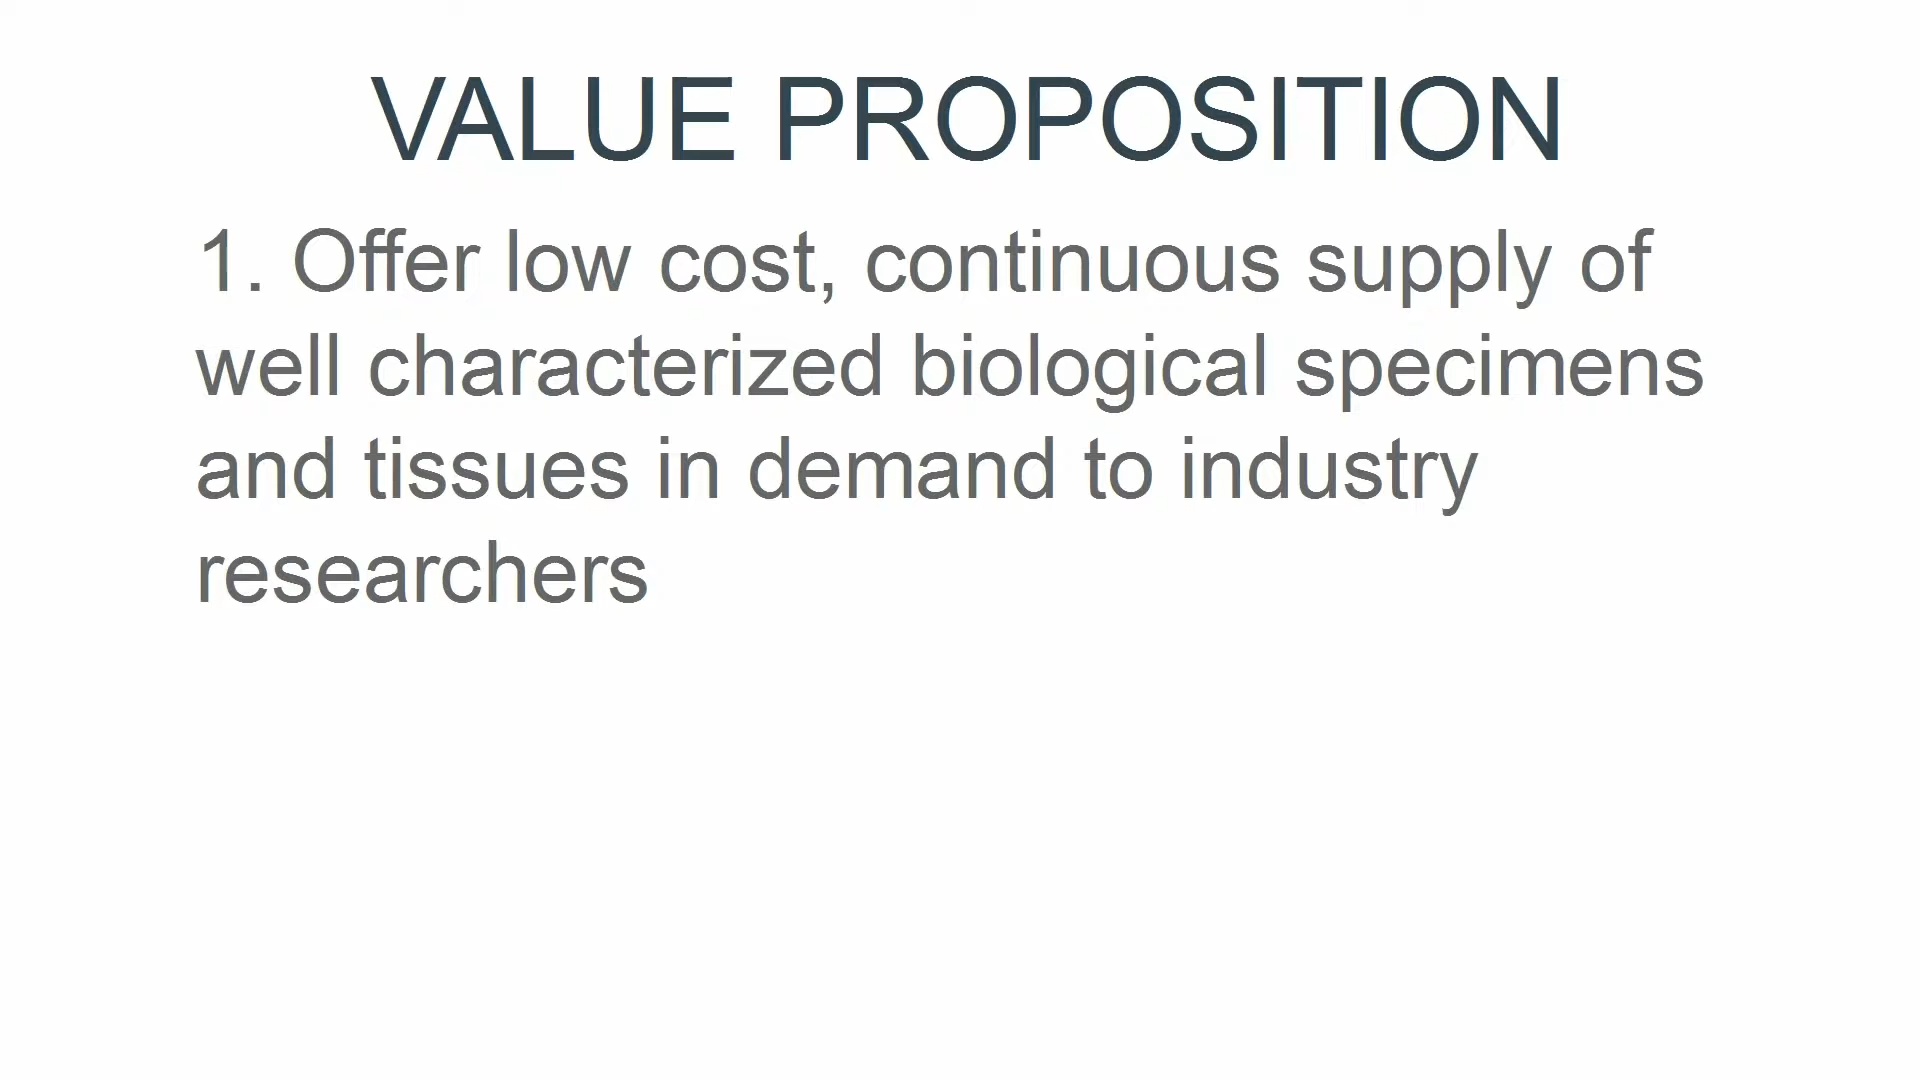 VALUE PROPOSITION
1. Offer low cost, continuous supply of
well characterized biological specimens
and tissues in demand to industry
researchers